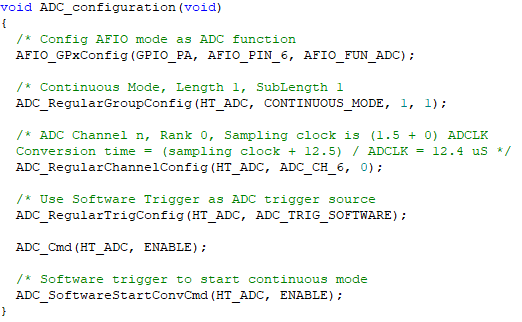 void ADC_configuration(void)
{
  /* Config AFIO mode as ADC function */
  AFIO_GPxConfig(GPIO_PA, AFIO_PIN_6, AFIO_FUN_ADC);

  /* Continuous Mode, Length 1, SubLength 1
  ADC_RegularGroupConfig(HT_ADC, CONTINUOUS_MODE, 1, 1);

  /* ADC Channel n, Rank 0, Sampling clock is (1.5 + 0) ADCLK
  Conversion time = (sampling clock + 12.5) / ADCLK = 12.4 uS */
  ADC_RegularChannelConfig(HT_ADC, ADC_CH_6, 0);

  /* Use Software Trigger as ADC trigger source
  ADC_RegularTrigConfig(HT_ADC, ADC_TRIG_SOFTWARE);

  ADC_Cmd(HT_ADC, ENABLE);

  /* Software trigger to start continuous mode
  ADC_SoftwareStartConvCmd(HT_ADC, ENABLE);
}